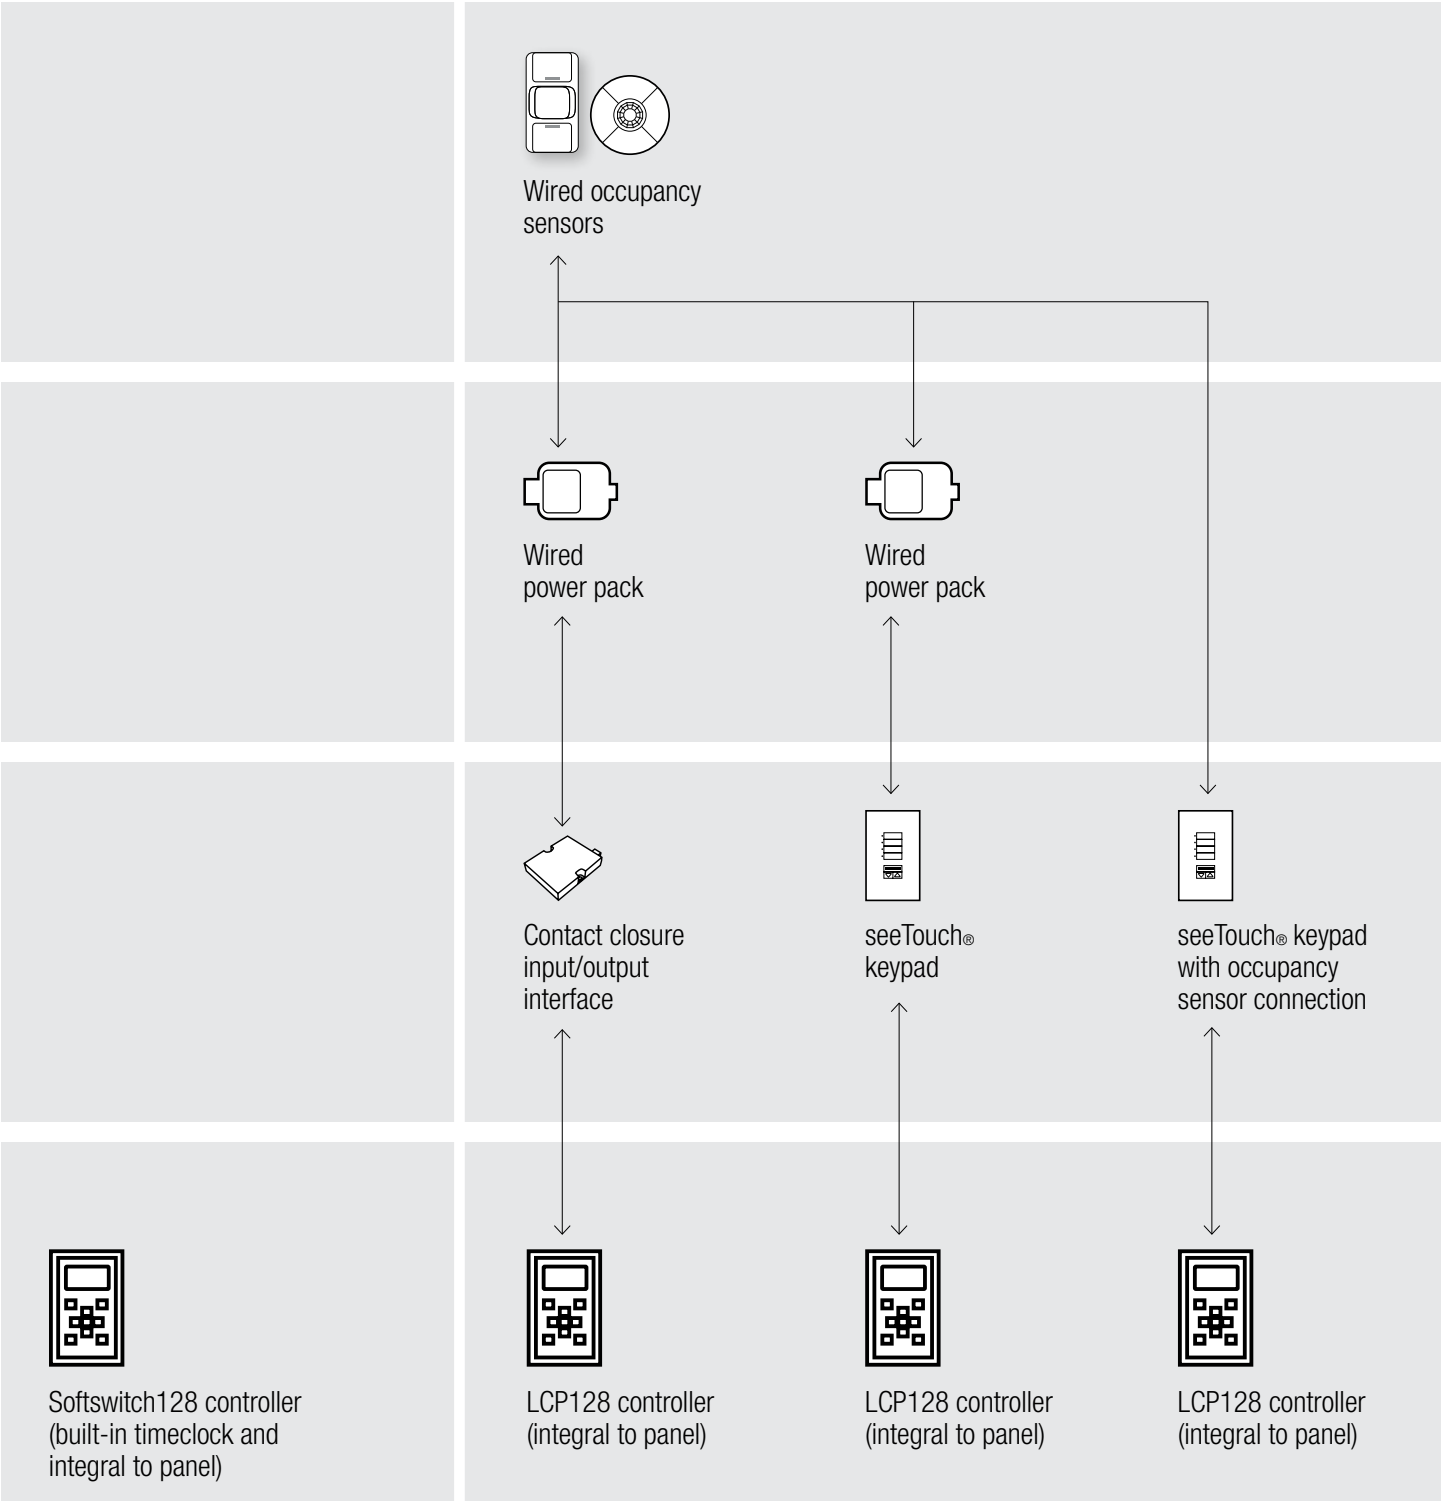 Wired occupancy
sensors
Wired
power pack
Wired
power pack
Contact closure
input/output
interface
seeTouch®
keypad
seeTouch® keypad
with occupancy
sensor connection
Softswitch128 controller
(built-in timeclock and
integral to panel)
LCP128 controller
(integral to panel)
LCP128 controller
(integral to panel)
LCP128 controller
(integral to panel)